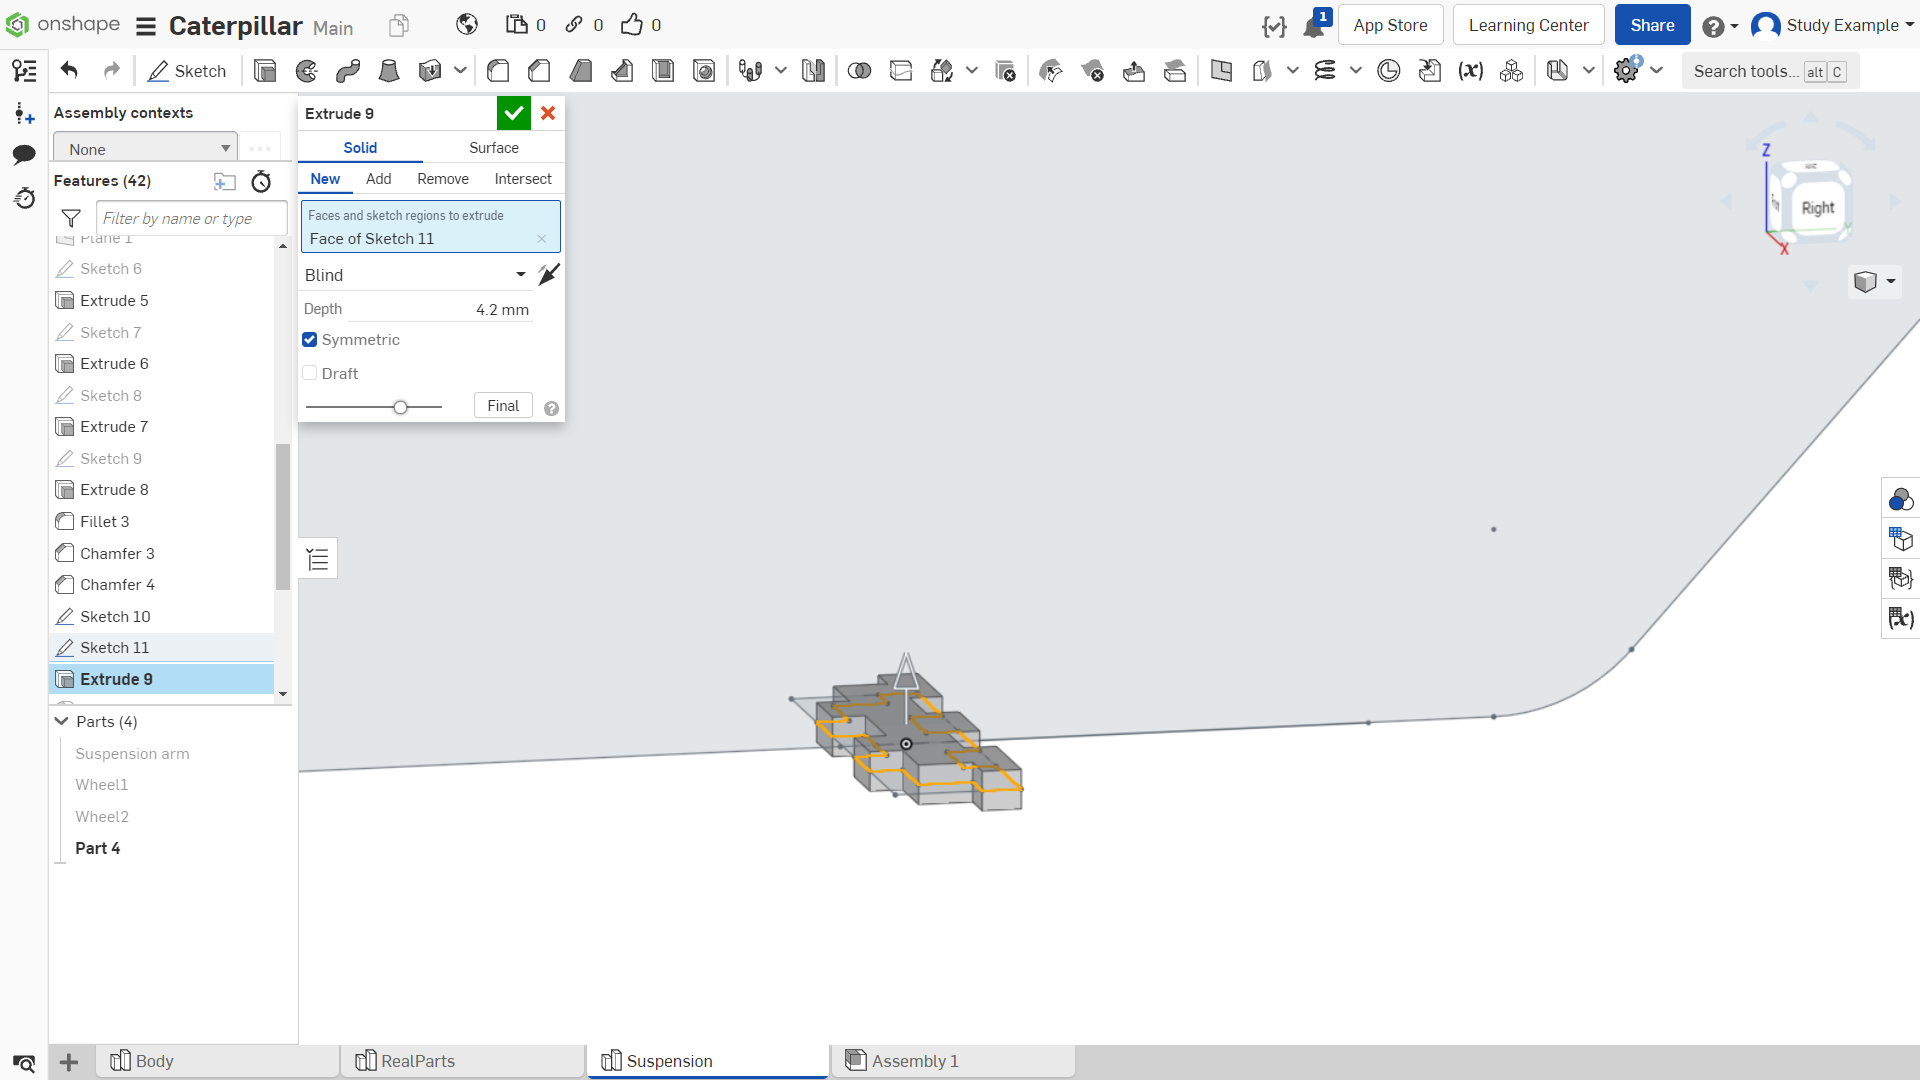 onshape
Caterpillar Main
0
0
0
1
App Store
Learning Center
Share
Study Example
Sketch
Search tools... alt C
Assembly contexts
None
Features (42)
Filter by name or type
Plane 1
Sketch 6
Extrude 5
Sketch 7
Extrude 6
Sketch 8
Extrude 7
Sketch 9
Extrude 8
Fillet 3
Chamfer 3
Chamfer 4
Sketch 10
Sketch 11
Extrude 9
Parts (4)
Suspension arm
Wheel1
Wheel2
Part 4
Extrude 9
Solid Surface
New Add Remove Intersect
Faces and sketch regions to extrude
Face of Sketch 11
Blind
Depth 4.2 mm
Symmetric
Draft
Final
Z
Right
Y
X
Body
RealParts
Suspension
Assembly 1